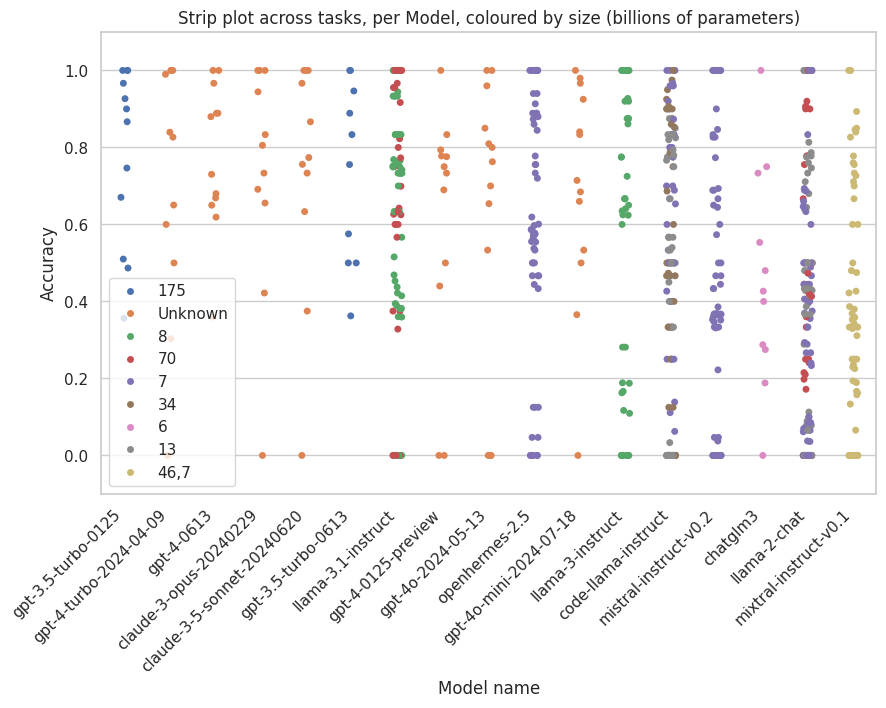 Strip plot across tasks, per Model, coloured by size (billions of parameters)
Accuracy
1.0
0.8
0.6
0.4
0.2
0.0
175
Unknown
8
70
7
34
6
13
46,7
gpt-3.5-turbo-0125
gpt-4-turbo-2024-04-09
gpt-4-0613
claude-3-opus-20240229
claude-3-5-sonnet-20240620
gpt-3.5-turbo-0613
llama-3.1-instruct
gpt-4-0125-preview
gpt-4o-2024-05-13
openhermes-2.5
gpt-4o-mini-2024-07-18
llama-3-instruct
code-llama-instruct
mistral-instruct-v0.2
chatglm3
llama-2-chat
mixtral-instruct-v0.1
Model name